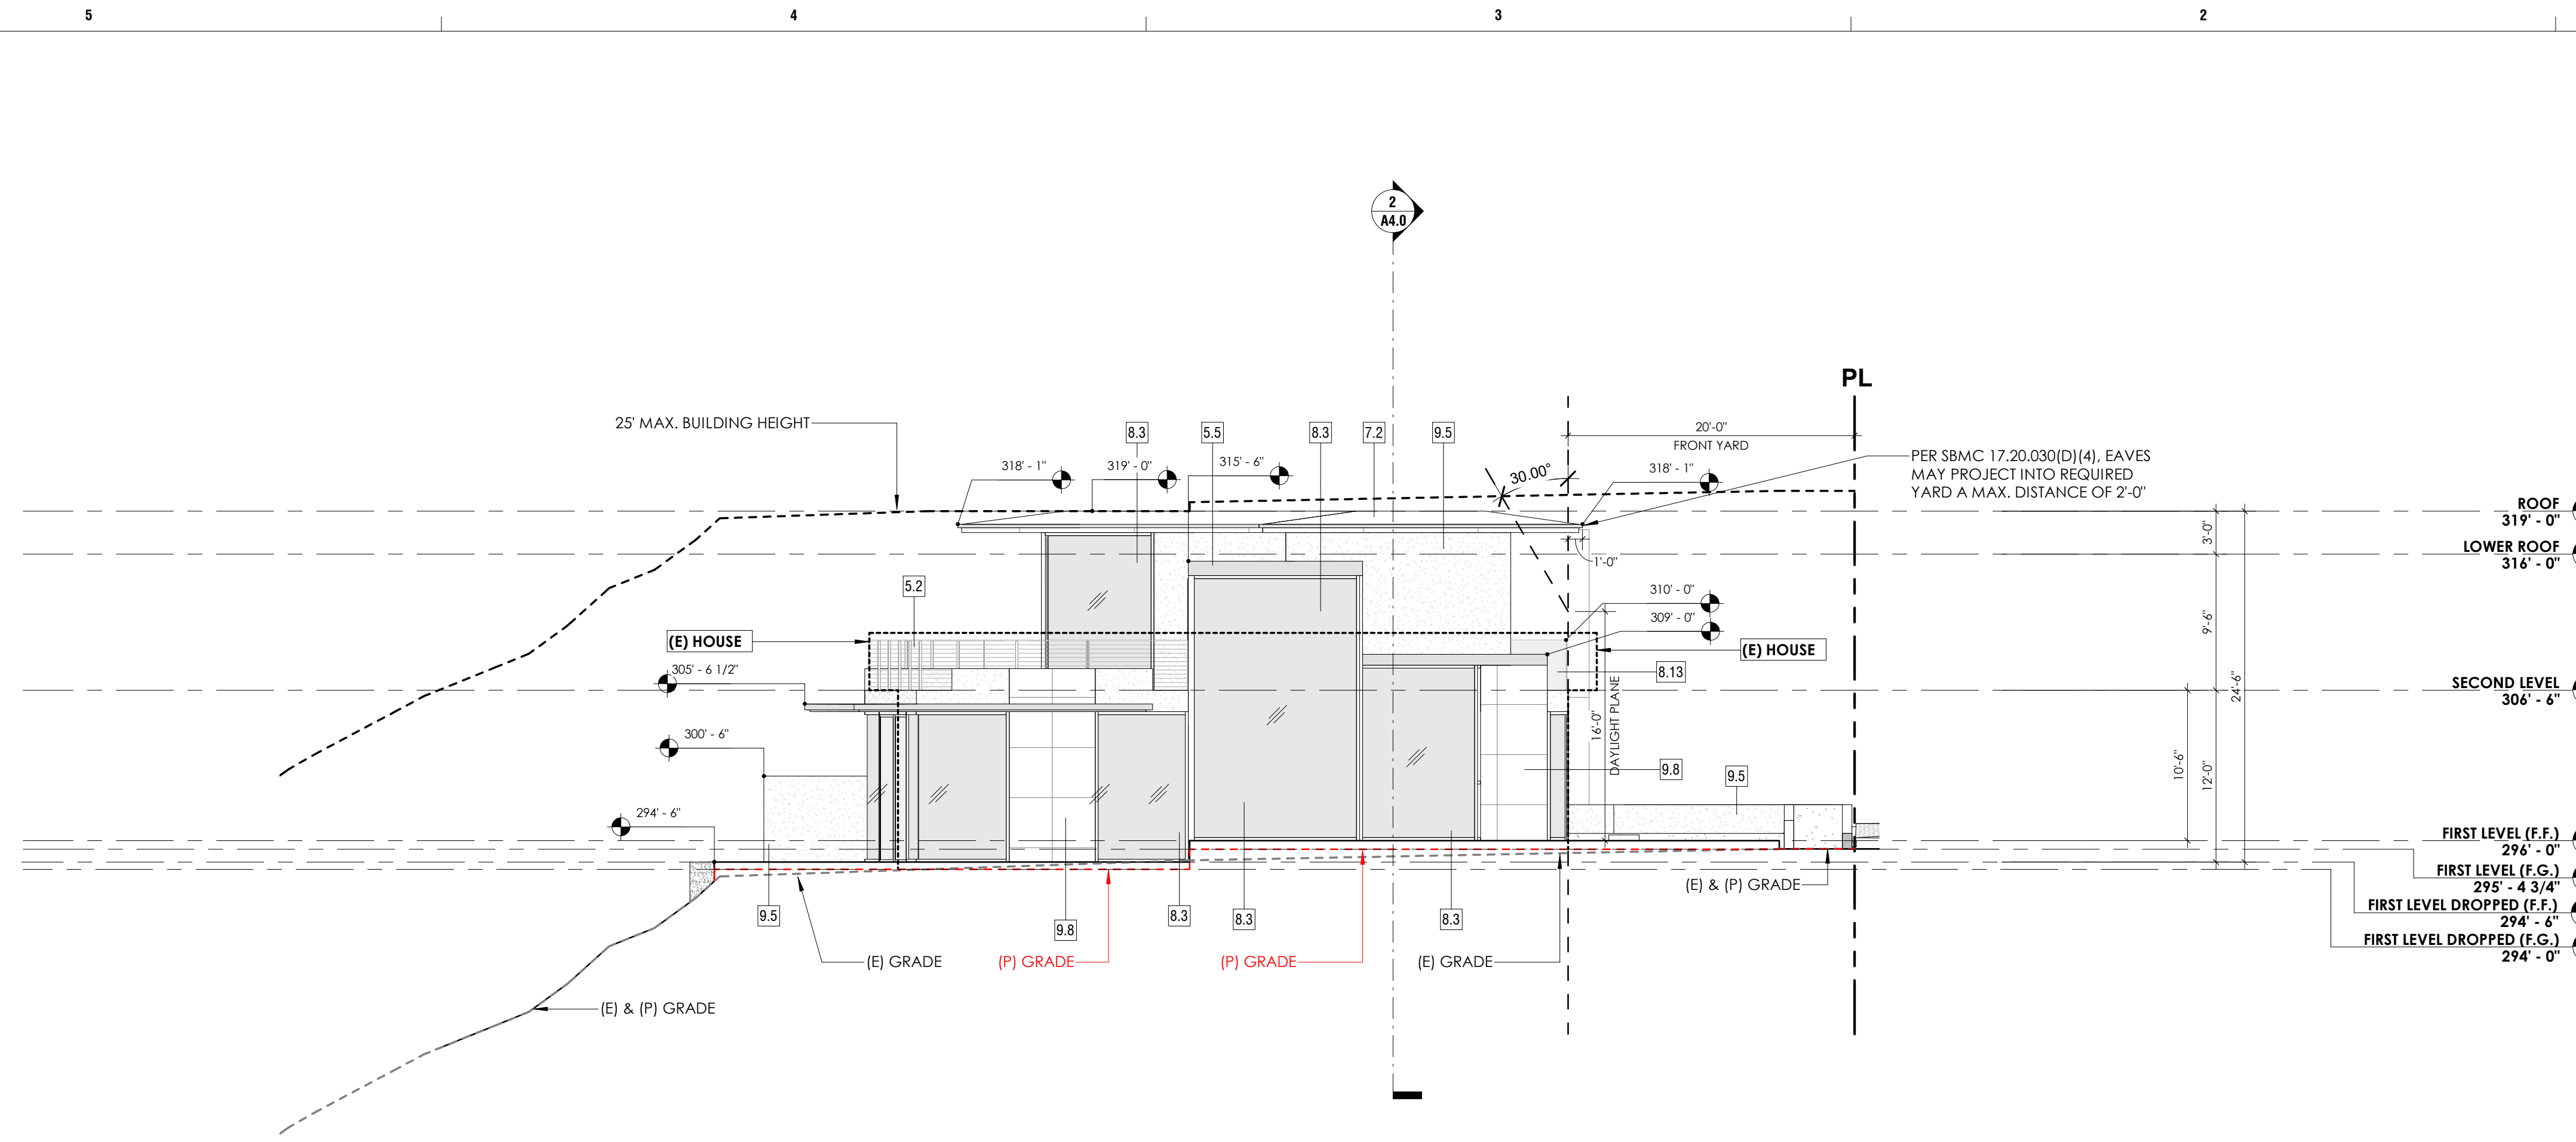 5
4
3
2
2
A4.0
PL
25' MAX. BUILDING HEIGHT
8.3
5.5
8.3
7.2
9.5
20'-0"
FRONT YARD
318' - 1"
319' - 0"
315' - 6"
30.00°
318' - 1"
PER SBMC 17.20.030(D)(4), EAVES
MAY PROJECT INTO REQUIRED
YARD A MAX. DISTANCE OF 2'-0"
ROOF
319' - 0"
3'-0"
LOWER ROOF
316' - 0"
1'-0"
5.2
310' - 0"
309' - 0"
9'-6"
(E) HOUSE
(E) HOUSE
305' - 6 1/2"
8.13
24'-6"
SECOND LEVEL
306' - 6"
16'-0"
DAYLIGHT PLANE
300' - 6"
9.8
9.5
10'-6"
12'-0"
294' - 6"
FIRST LEVEL (F.F.)
296' - 0"
FIRST LEVEL (F.G.)
295' - 4 3/4"
(E) & (P) GRADE
FIRST LEVEL DROPPED (F.F.)
294' - 6"
9.5
9.8
8.3
8.3
8.3
FIRST LEVEL DROPPED (F.G.)
294' - 0"
(E) GRADE
(P) GRADE
(P) GRADE
(E) GRADE
(E) & (P) GRADE